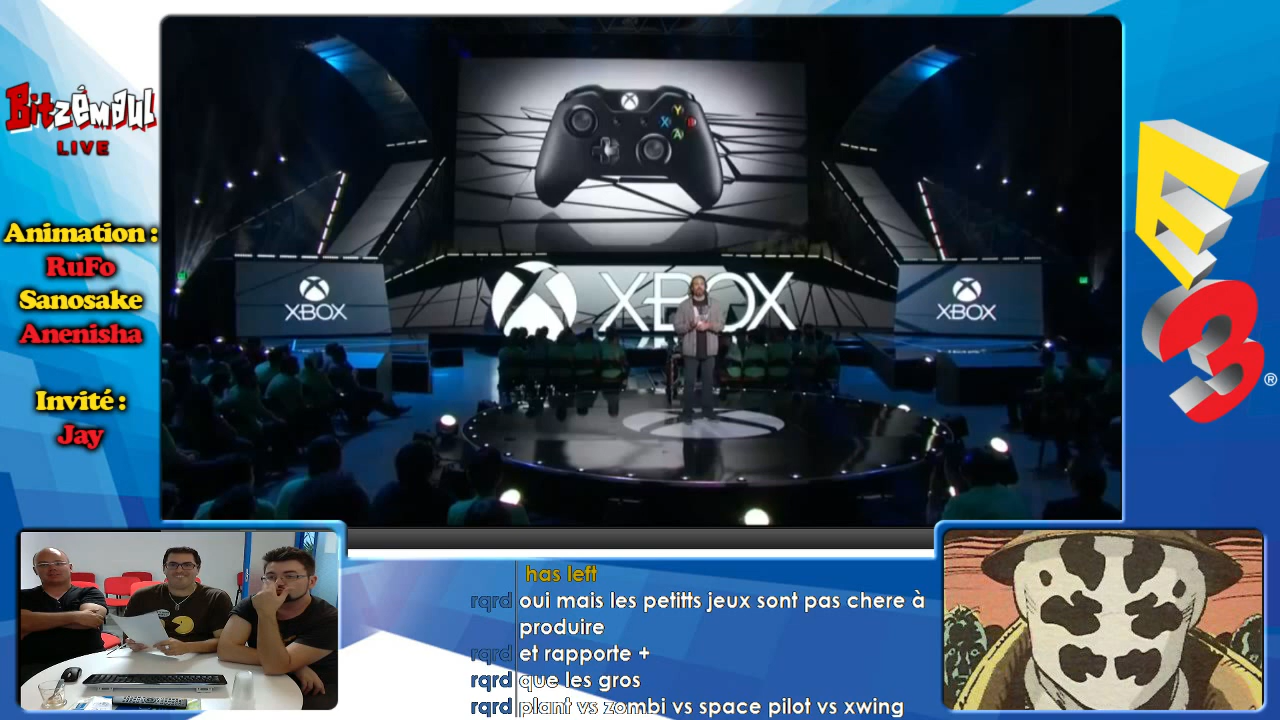 Bitzémaul
LIVE
Animation :
RuFo
Sanosake
Anenisha
Invité :
Jay
Y
X
B
A
XBOX
XBOX
XBOX
E3
®
has left
rqrd oui mais les petitts jeux sont pas chere à
produire
rqrd et rapporte +
rqrd que les gros
rqrd plant vs zombi vs space pilot vs xwing